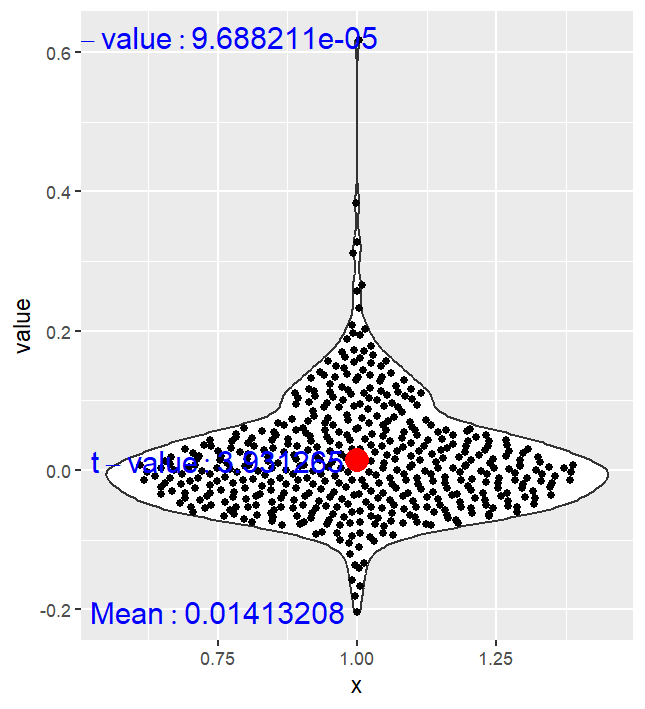 – value : 9.688211e-05
0.6
0.4
value
0.2
t – value : 3.931265
0.0
Mean : 0.01413208
-0.2
0.75 1.00 1.25
x